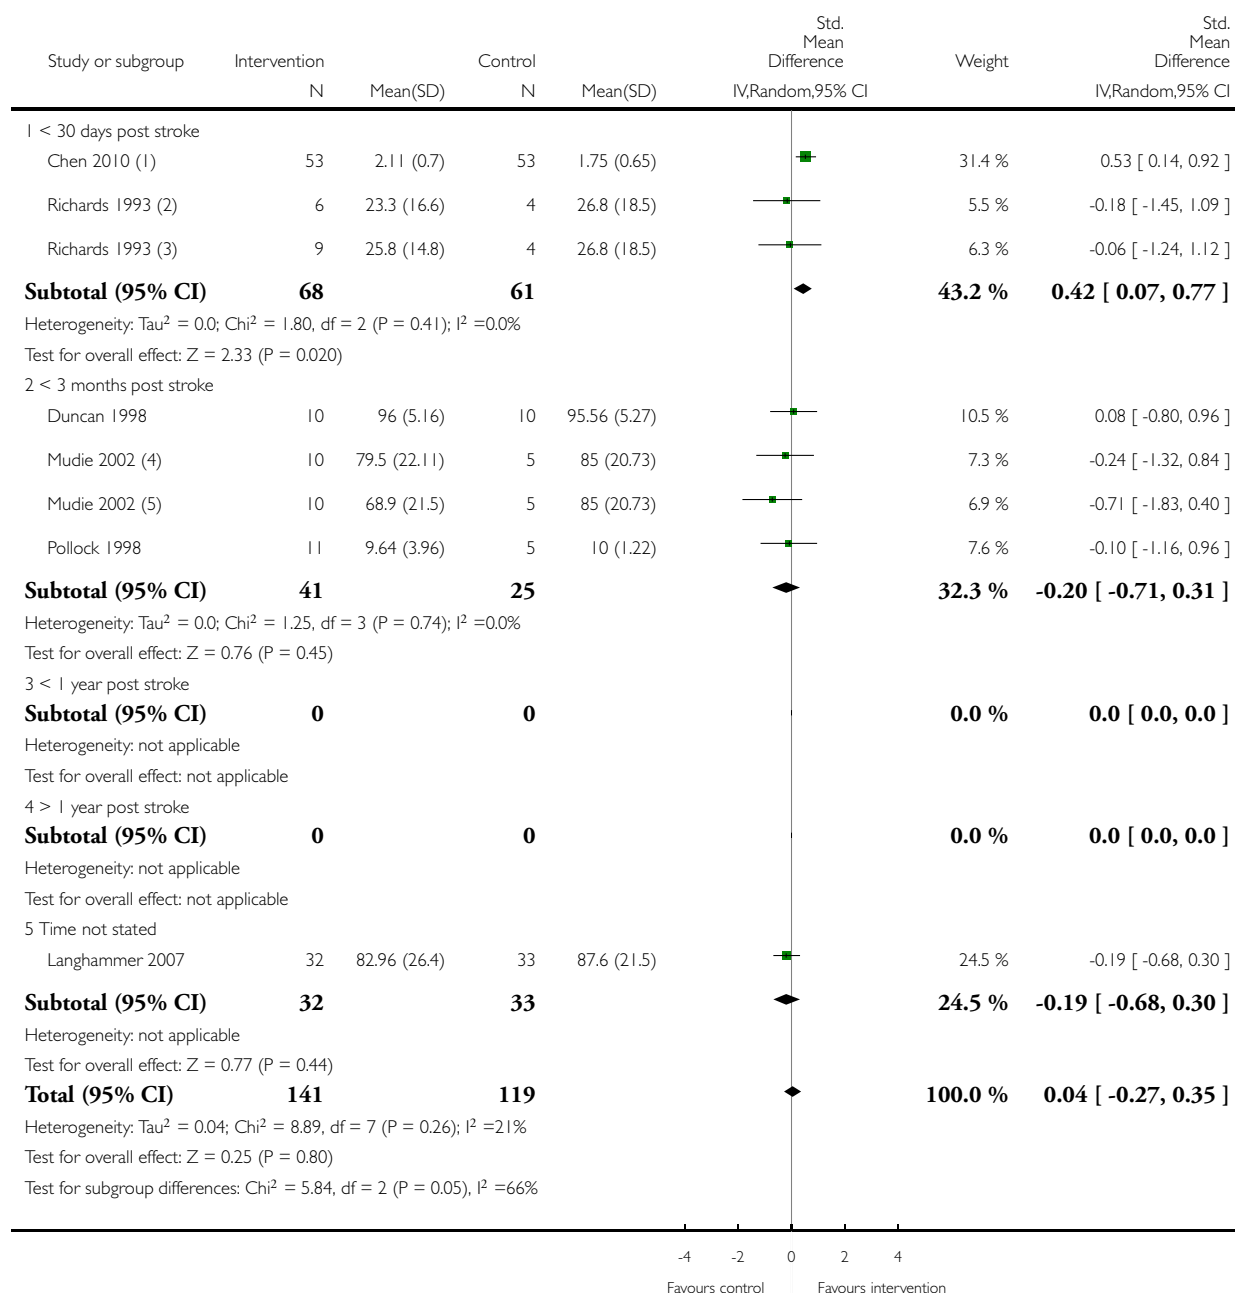 Study or subgroup Intervention Control Std. Mean Difference Weight Std. Mean Difference
N Mean(SD) N Mean(SD) IV,Random,95% CI IV,Random,95% CI
1 < 30 days post stroke
Chen 2010 (1) 53 2.11 (0.7) 53 1.75 (0.65) 31.4 % 0.53 [ 0.14, 0.92 ]
Richards 1993 (2) 6 23.3 (16.6) 4 26.8 (18.5) 5.5 % -0.18 [ -1.45, 1.09 ]
Richards 1993 (3) 9 25.8 (14.8) 4 26.8 (18.5) 6.3 % -0.06 [ -1.24, 1.12 ]
Subtotal (95% CI) 68 61 43.2 % 0.42 [ 0.07, 0.77 ]
Heterogeneity: Tau² = 0.0; Chi² = 1.80, df = 2 (P = 0.41); I² =0.0%
Test for overall effect: Z = 2.33 (P = 0.020)
2 < 3 months post stroke
Duncan 1998 10 96 (5.16) 10 95.56 (5.27) 10.5 % 0.08 [ -0.80, 0.96 ]
Mudie 2002 (4) 10 79.5 (22.11) 5 85 (20.73) 7.3 % -0.24 [ -1.32, 0.84 ]
Mudie 2002 (5) 10 68.9 (21.5) 5 85 (20.73) 6.9 % -0.71 [ -1.83, 0.40 ]
Pollock 1998 11 9.64 (3.96) 5 10 (1.22) 7.6 % -0.10 [ -1.16, 0.96 ]
Subtotal (95% CI) 41 25 32.3 % -0.20 [ -0.71, 0.31 ]
Heterogeneity: Tau² = 0.0; Chi² = 1.25, df = 3 (P = 0.74); I² =0.0%
Test for overall effect: Z = 0.76 (P = 0.45)
3 < 1 year post stroke
Subtotal (95% CI) 0 0 0.0 % 0.0 [ 0.0, 0.0 ]
Heterogeneity: not applicable
Test for overall effect: not applicable
4 > 1 year post stroke
Subtotal (95% CI) 0 0 0.0 % 0.0 [ 0.0, 0.0 ]
Heterogeneity: not applicable
Test for overall effect: not applicable
5 Time not stated
Langhammer 2007 32 82.96 (26.4) 33 87.6 (21.5) 24.5 % -0.19 [ -0.68, 0.30 ]
Subtotal (95% CI) 32 33 24.5 % -0.19 [ -0.68, 0.30 ]
Heterogeneity: not applicable
Test for overall effect: Z = 0.77 (P = 0.44)
Total (95% CI) 141 119 100.0 % 0.04 [ -0.27, 0.35 ]
Heterogeneity: Tau² = 0.04; Chi² = 8.89, df = 7 (P = 0.26); I² =21%
Test for overall effect: Z = 0.25 (P = 0.80)
Test for subgroup differences: Chi² = 5.84, df = 2 (P = 0.05), I² =66%
-4 -2 0 2 4
Favours control Favours intervention